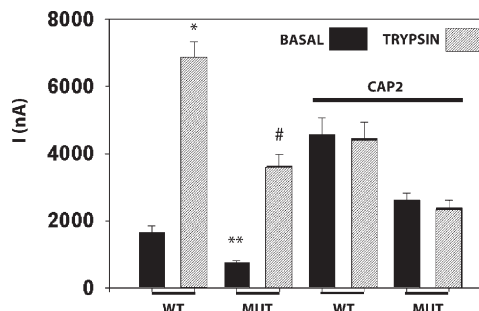 8000
6000
4000
2000
0
I (nA)
BASAL TRYPSIN
CAP2
*
**
#
WT MUT WT MUT